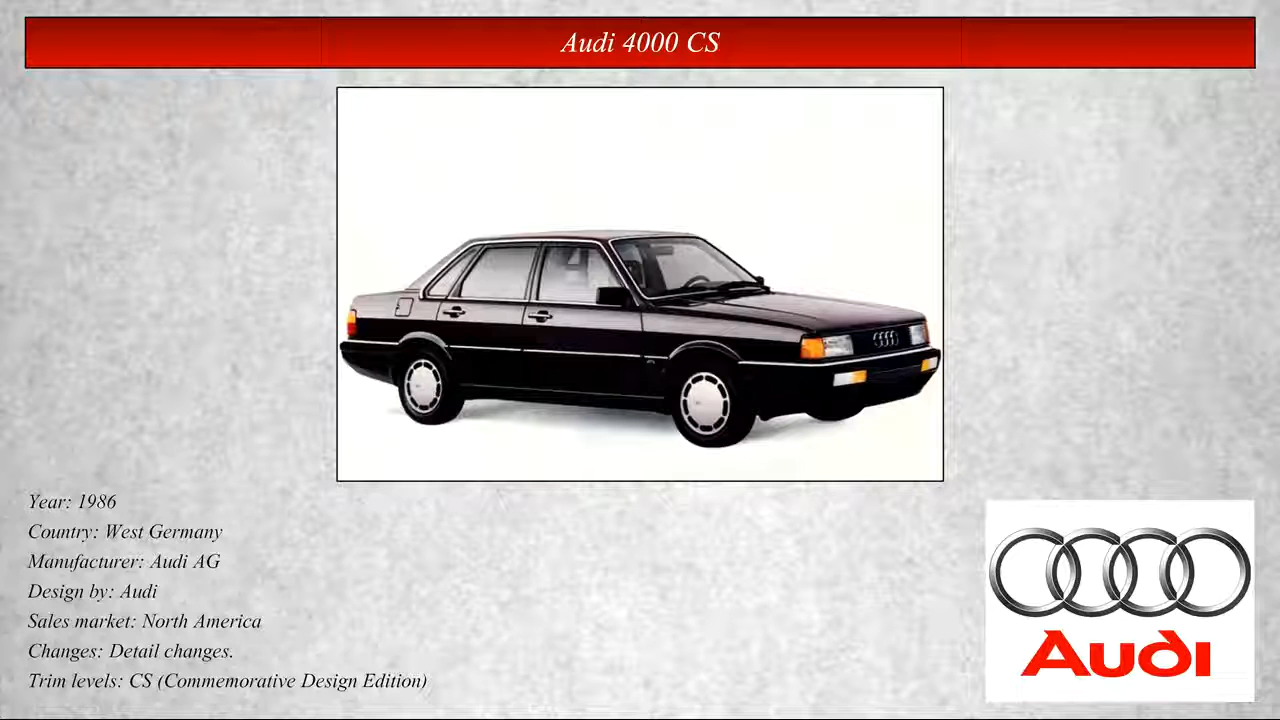 Audi 4000 CS
Year: 1986
Country: West Germany
Manufacturer: Audi AG
Design by: Audi
Sales market: North America
Changes: Detail changes.
Trim levels: CS (Commemorative Design Edition)
Audi